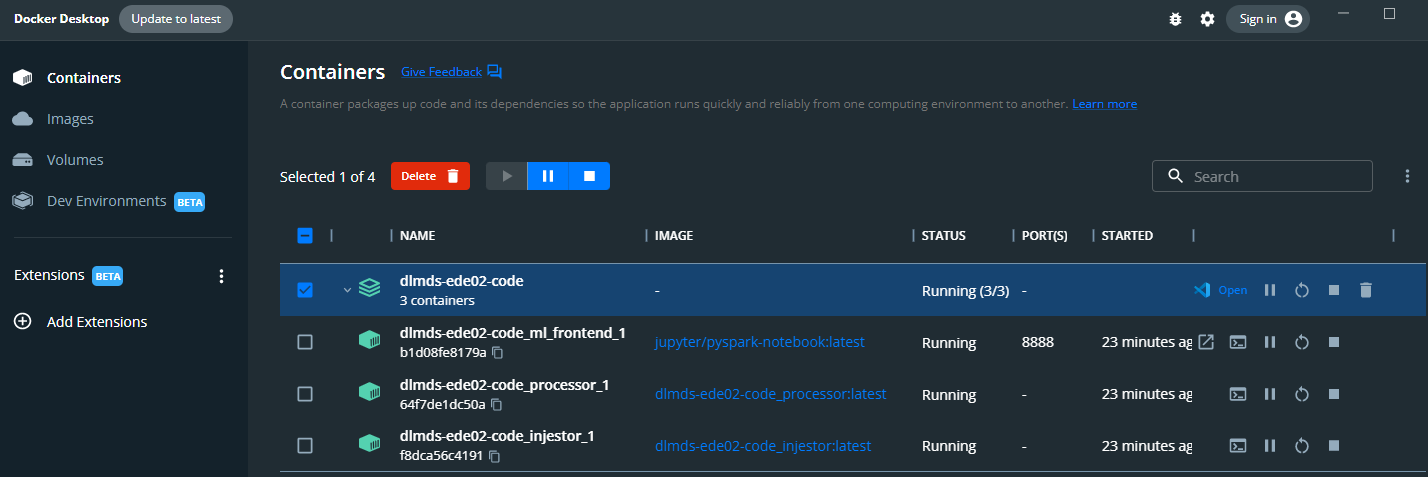 Docker Desktop Update to latest Sign in
Containers
Images
Volumes
Dev Environments BETA
Extensions BETA
Add Extensions
Containers Give Feedback
A container packages up code and its dependencies so the application runs quickly and reliably from one computing environment to another. Learn more
Selected 1 of 4 Delete Search
NAME IMAGE STATUS PORT(S) STARTED
dlmds-ede02-code - Running (3/3) - Open
3 containers
dlmds-ede02-code_ml_frontend_1 jupyter/pyspark-notebook:latest Running 8888 23 minutes ag
b1d08fe8179a
dlmds-ede02-code_processor_1 dlmds-ede02-code_processor:latest Running - 23 minutes ag
64f7de1dc50a
dlmds-ede02-code_injestor_1 dlmds-ede02-code_injestor:latest Running - 23 minutes ag
f8dca56c4191